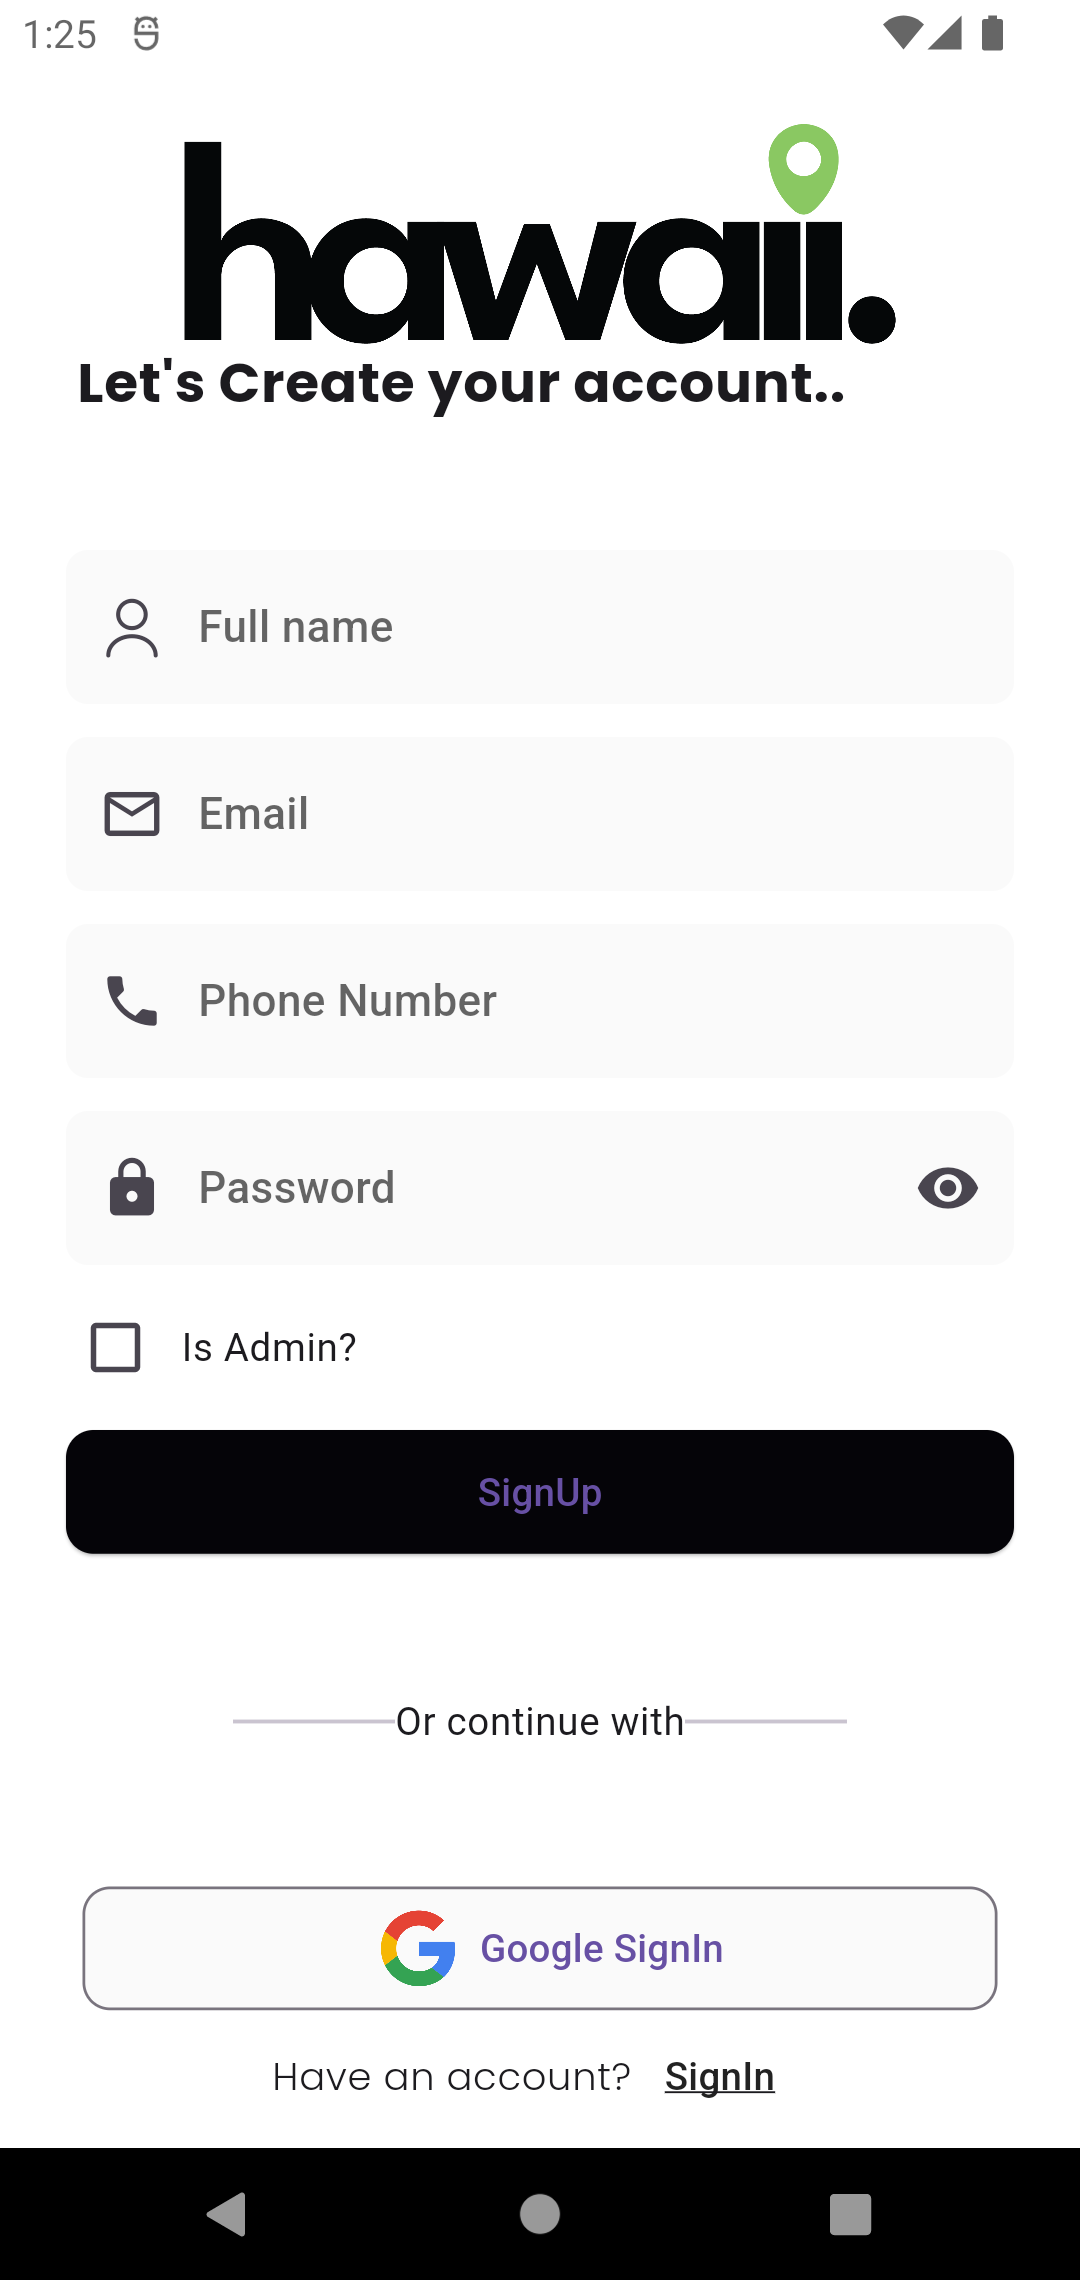 1:25
hawaii.
Let's Create your account..
Full name
Email
Phone Number
Password
Is Admin?
SignUp
Or continue with
Google SignIn
Have an account? SignIn